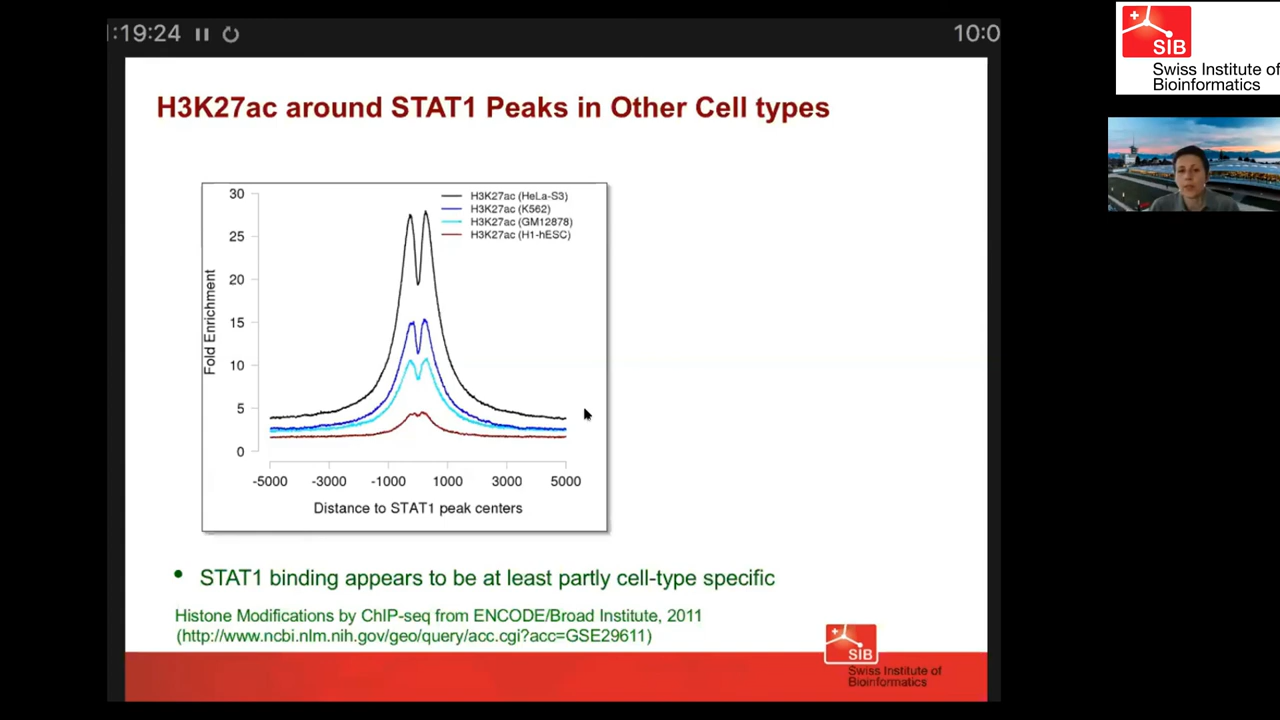 :19:24
10:0
SIB
Swiss Institute of
Bioinformatics
H3K27ac around STAT1 Peaks in Other Cell types
H3K27ac (HeLa-S3)
H3K27ac (K562)
H3K27ac (GM12878)
H3K27ac (H1-hESC)
Fold Enrichment
30
25
20
15
10
5
0
-5000 -3000 -1000 1000 3000 5000
Distance to STAT1 peak centers
• STAT1 binding appears to be at least partly cell-type specific
Histone Modifications by ChIP-seq from ENCODE/Broad Institute, 2011
(http://www.ncbi.nlm.nih.gov/geo/query/acc.cgi?acc=GSE29611)
SIB
Swiss Institute of
Bioinformatics